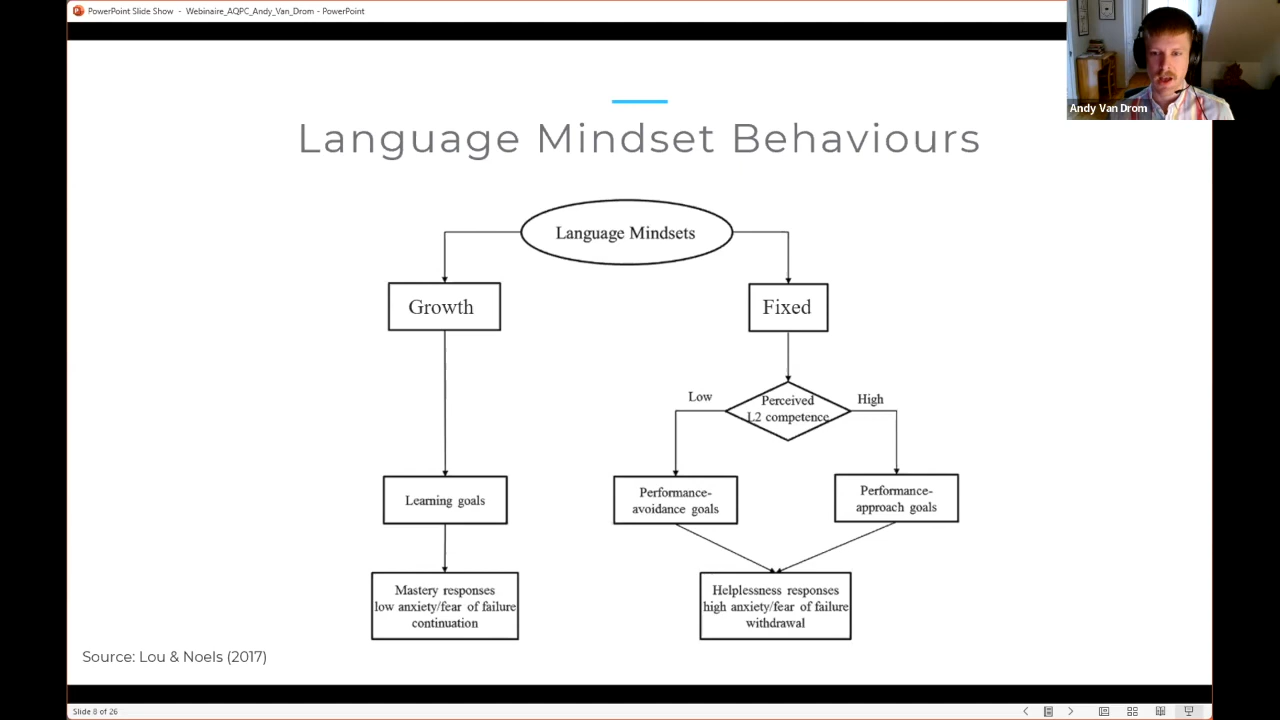 PowerPoint Slide Show - Webinaire_AQPC_Andy_Van_Drom - PowerPoint
Andy Van Drom
Language Mindset Behaviours
Language Mindsets
Growth
Fixed
Low
Perceived
L2 competence
High
Learning goals
Performance-
avoidance goals
Performance-
approach goals
Mastery responses
low anxiety/fear of failure
continuation
Helplessness responses
high anxiety/fear of failure
withdrawal
Source: Lou & Noels (2017)
Slide 8 of 26